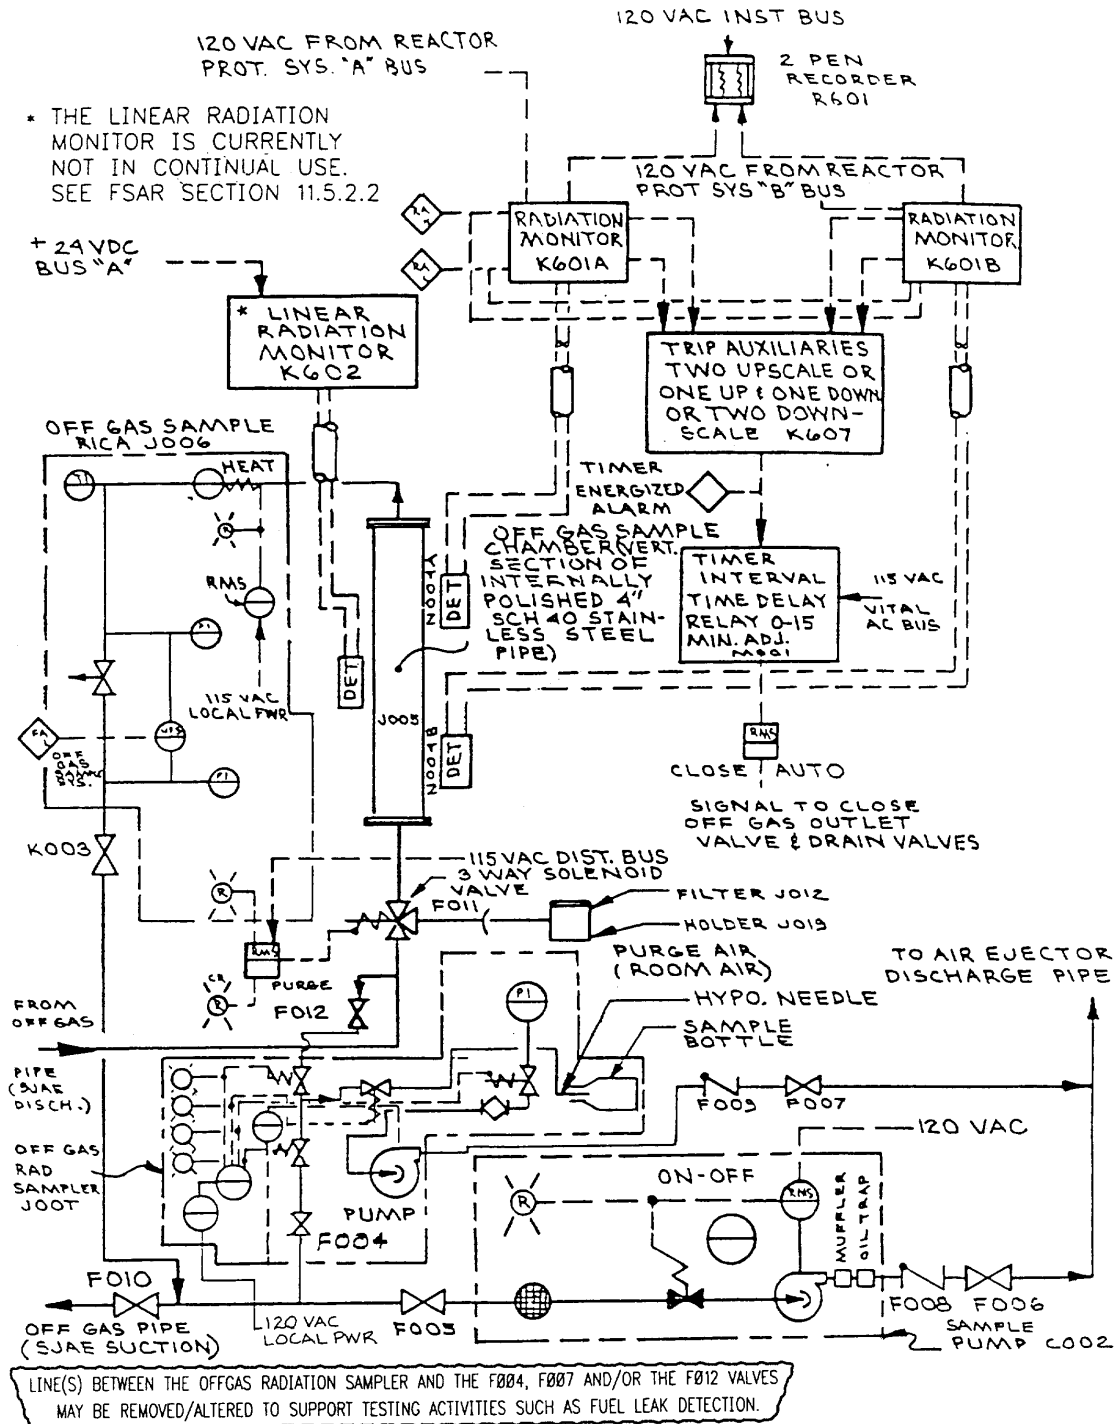 120 VAC INST BUS
120 VAC FROM REACTOR
PROT. SYS. "A" BUS
2 PEN
RECORDER
R601
* THE LINEAR RADIATION
MONITOR IS CURRENTLY
NOT IN CONTINUAL USE.
SEE FSAR SECTION 11.5.2.2
120 VAC FROM REACTOR
PROT SYS "B" BUS
RADIATION
MONITOR
K601A
RADIATION
MONITOR
K601B
+ 24 VDC
BUS "A"
* LINEAR
RADIATION
MONITOR
K602
TRIP AUXILIARIES
TWO UPSCALE OR
ONE UP & ONE DOWN
OR TWO DOWN-
SCALE K607
OFF GAS SAMPLE
RICA J006
HEAT
TIMER
ENERGIZED
ALARM
R
RMS
115 VAC
LOCAL PWR
OFF GAS SAMPLE
CHAMBER (VERT.
SECTION OF
INTERNALLY
POLISHED 4"
SCH 40 STAIN-
LESS STEEL
PIPE)
N007A
DET
DET
J005
N007B
DET
TIMER
INTERVAL
TIME DELAY
RELAY 0-15
MIN. ADJ.
115 VAC
VITAL
AC BUS
RMS
CLOSE AUTO
SIGNAL TO CLOSE
OFF GAS OUTLET
VALVE & DRAIN VALVES
OFF
GAS
SAMPLE
SYS.
PI
K003
115 VAC DIST. BUS
3 WAY SOLENOID
VALVE
F011
FILTER J012
HOLDER J019
R
RMS
PURGE
CR
R
F012
PURGE AIR
(ROOM AIR)
HYPO. NEEDLE
SAMPLE
BOTTLE
PI
TO AIR EJECTOR
DISCHARGE PIPE
FROM
OFF GAS
PIPE
(SJAE
DISCH.)
OFF GAS
RAD
SAMPLER
J007
PUMP
F004
F009 F007
120 VAC
R
ON-OFF
RMS
MUFFLER
OIL TRAP
F008 F006
SAMPLE
PUMP C002
F010
OFF GAS PIPE
(SJAE SUCTION)
120 VAC
LOCAL PWR
F005
LINE(S) BETWEEN THE OFFGAS RADIATION SAMPLER AND THE F004, F007 AND/OR THE F012 VALVES
MAY BE REMOVED/ALTERED TO SUPPORT TESTING ACTIVITIES SUCH AS FUEL LEAK DETECTION.